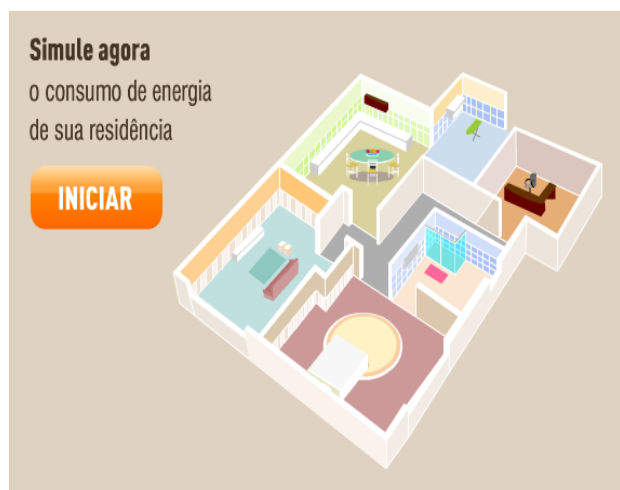 Simule agora
o consumo de energia
de sua residência
INICIAR